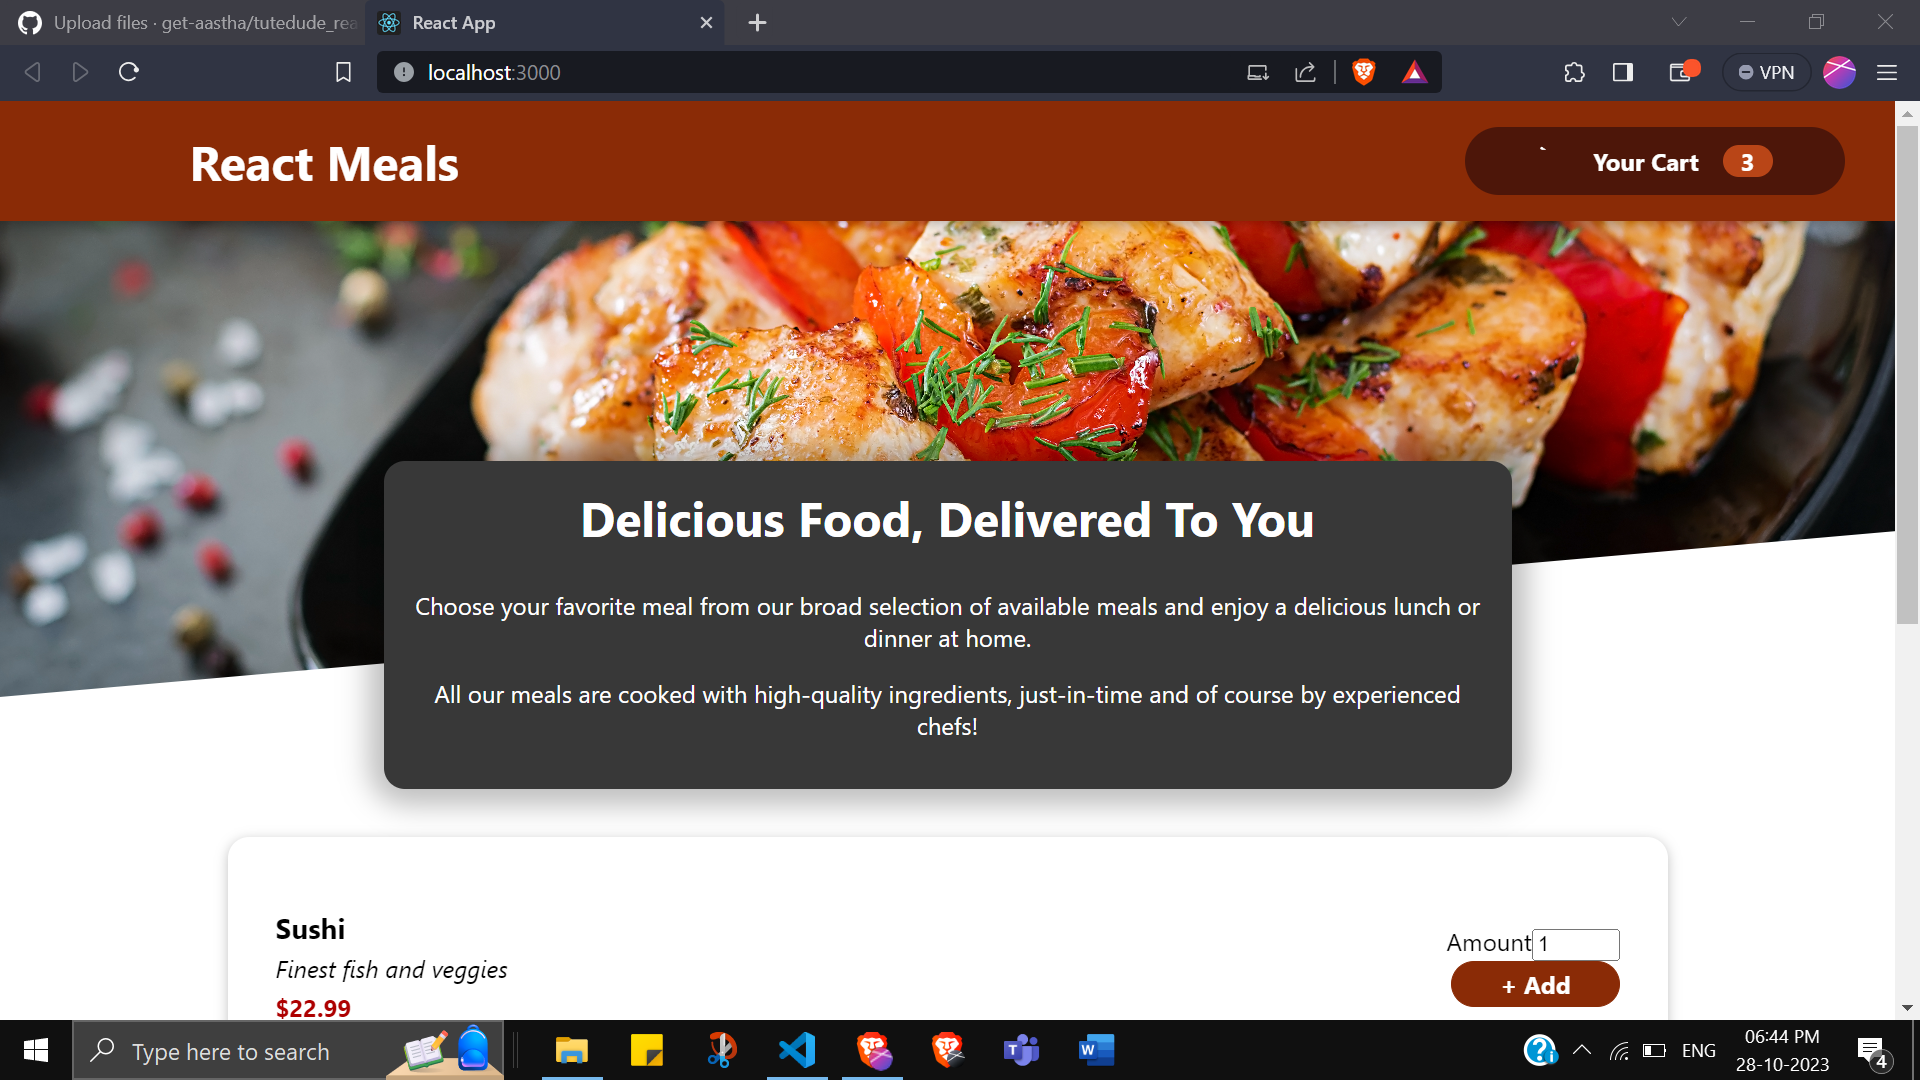 Upload files · get-aastha/tutedude_rea
React App
localhost:3000
VPN
React Meals
Your Cart 3
Delicious Food, Delivered To You
Choose your favorite meal from our broad selection of available meals and enjoy a delicious lunch or
dinner at home.
All our meals are cooked with high-quality ingredients, just-in-time and of course by experienced
chefs!
Sushi
Finest fish and veggies
$22.99
Amount 1
+ Add
Type here to search
ENG
06:44 PM
28-10-2023
4